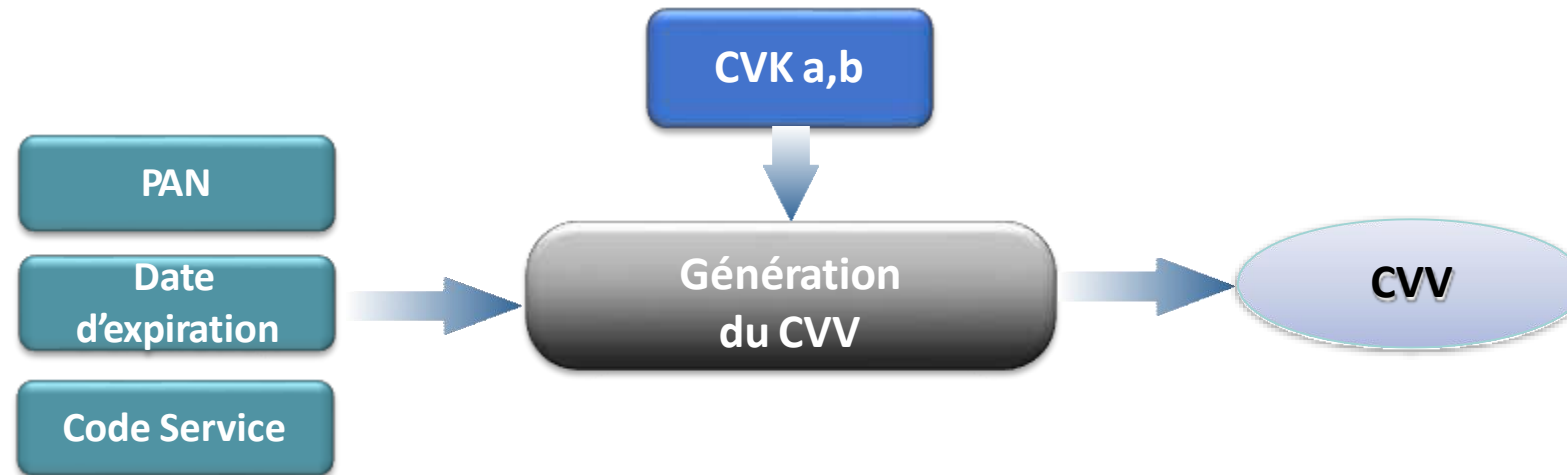 CVK a,b
PAN
Date
d'expiration
Code Service
Génération
du CVV
CVV